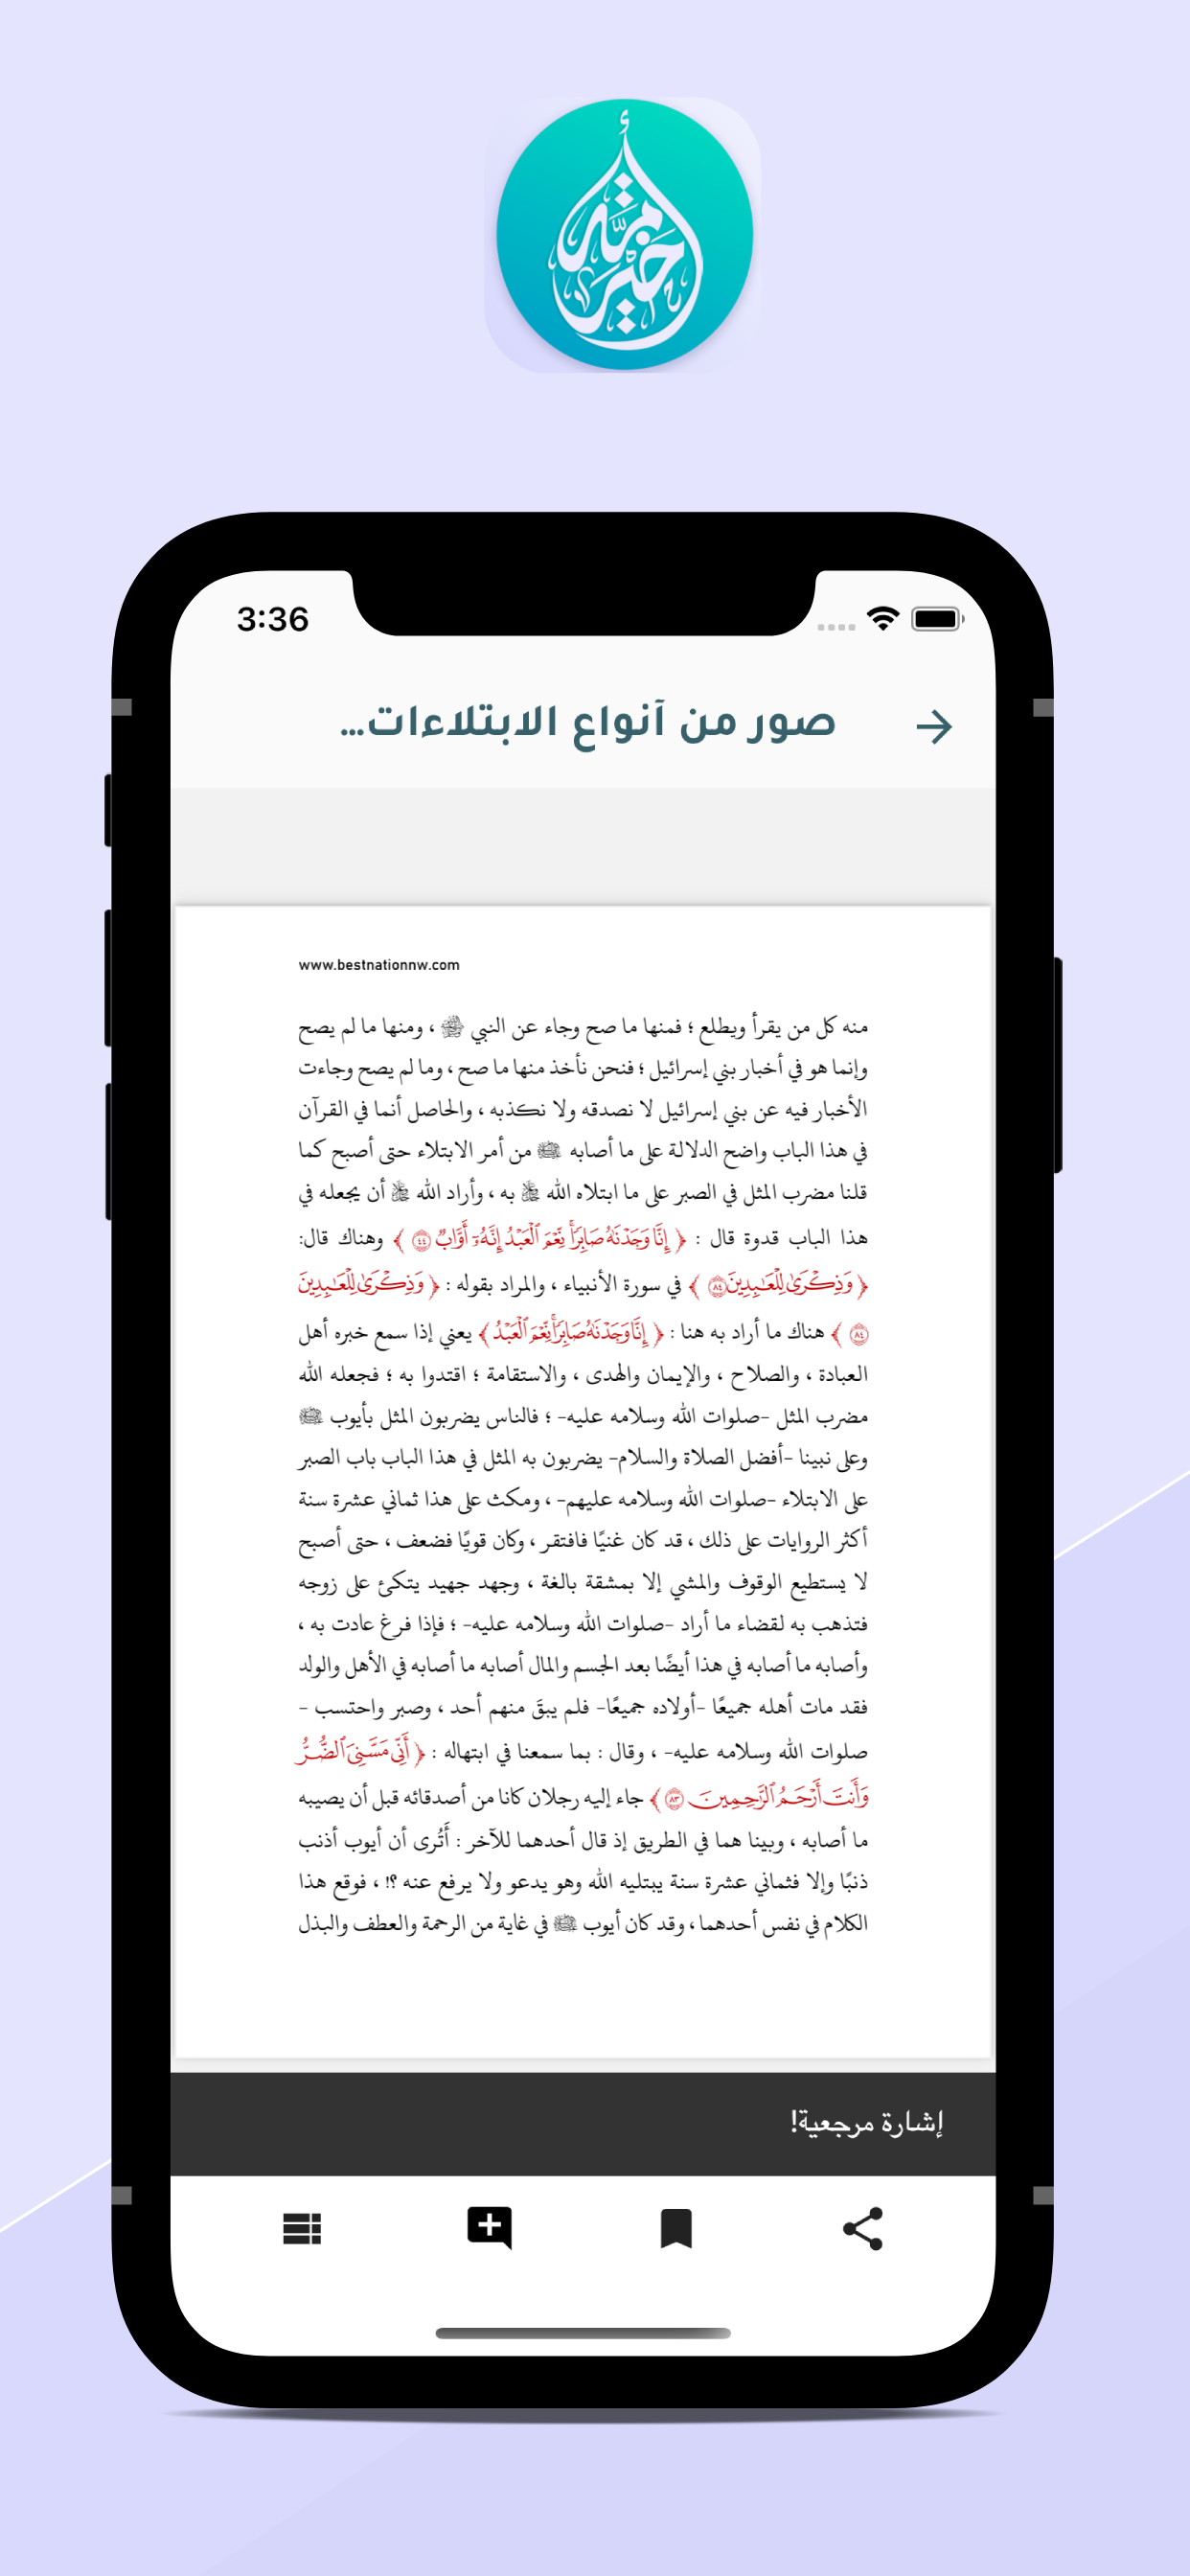 خير أمة
3:36
صور من أنواع الابتلاءات...
www.bestnationnw.com
منه كل من يقرأ ويطلع ؛ فمنها ما صح وجاء عن النبي ﷺ ، ومنها ما لم يصح
وإنما هو في أخبار بني إسرائيل ؛ فنحن نأخذ منها ما صح ، وما لم يصح وجاءت
الأخبار فيه عن بني إسرائيل لا نصدقه ولا نكذبه ، والحاصل أنما في القرآن
في هذا الباب واضح الدلالة على ما أصابه من أمر الابتلاء حتى أصبح كما
قلنا مضرب المثل في الصبر على ما ابتلاه الله ﷻ به ، وأراد الله ﷻ أن يجعله في
هذا الباب قدوة قال : ﴿ إِنَّا وَجَدْنَٰهُ صَابِرًا ۚ نِّعْمَ ٱلْعَبْدُ إِنَّهُۥٓ أَوَّابٌ ٤٤ ﴾ وهناك قال:
﴿ وَذِكْرَىٰ لِلْعَٰبِدِينَ ٨٤ ﴾ في سورة الأنبياء ، والمراد بقوله : ﴿ وَذِكْرَىٰ لِلْعَٰبِدِينَ
٨٤ ﴾ هناك ما أراد به هنا : ﴿ إِنَّا وَجَدْنَٰهُ صَابِرًا ۚ نِّعْمَ ٱلْعَبْدُ ﴾ يعني إذا سمع خبره أهل
العبادة ، والصلاح ، والإيمان والهدى ، والاستقامة ؛ اقتدوا به ؛ فجعله الله
مضرب المثل -صلوات الله وسلامه عليه- ؛ فالناس يضربون المثل بأيوب
وعلى نبينا -أفضل الصلاة والسلام- يضربون به المثل في هذا الباب باب الصبر
على الابتلاء -صلوات الله وسلامه عليهم- ، ومكث على هذا ثماني عشرة سنة
أكثر الروايات على ذلك ، قد كان غنيًا فافتقر ، وكان قويًا فضعف ، حتى أصبح
لا يستطيع الوقوف والمشي إلا بمشقة بالغة ، وجهد جهيد يتكئ على زوجه
فتذهب به لقضاء ما أراد -صلوات الله وسلامه عليه- ؛ فإذا فرغ عادت به ،
وأصابه ما أصابه في هذا أيضًا بعد الجسم والمال أصابه ما أصابه في الأهل والولد
فقد مات أهله جميعًا -أولاده جميعًا- فلم يبقَ منهم أحد ، وصبر واحتسب -
صلوات الله وسلامه عليه- ، وقال : بما سمعنا في ابتهاله : ﴿ أَنِّي مَسَّنِيَ ٱلضُّرُّ
وَأَنتَ أَرْحَمُ ٱلرَّٰحِمِينَ ٨٣ ﴾ جاء إليه رجلان كانا من أصدقائه قبل أن يصيبه
ما أصابه ، وبينا هما في الطريق إذ قال أحدهما للآخر : أَتُرى أن أيوب أذنب
ذنبًا وإلا فثماني عشرة سنة يبتليه الله وهو يدعو ولا يرفع عنه ؟! ، فوقع هذا
الكلام في نفس أحدهما ، وقد كان أيوب في غاية من الرحمة والعطف والبذل
إشارة مرجعية!